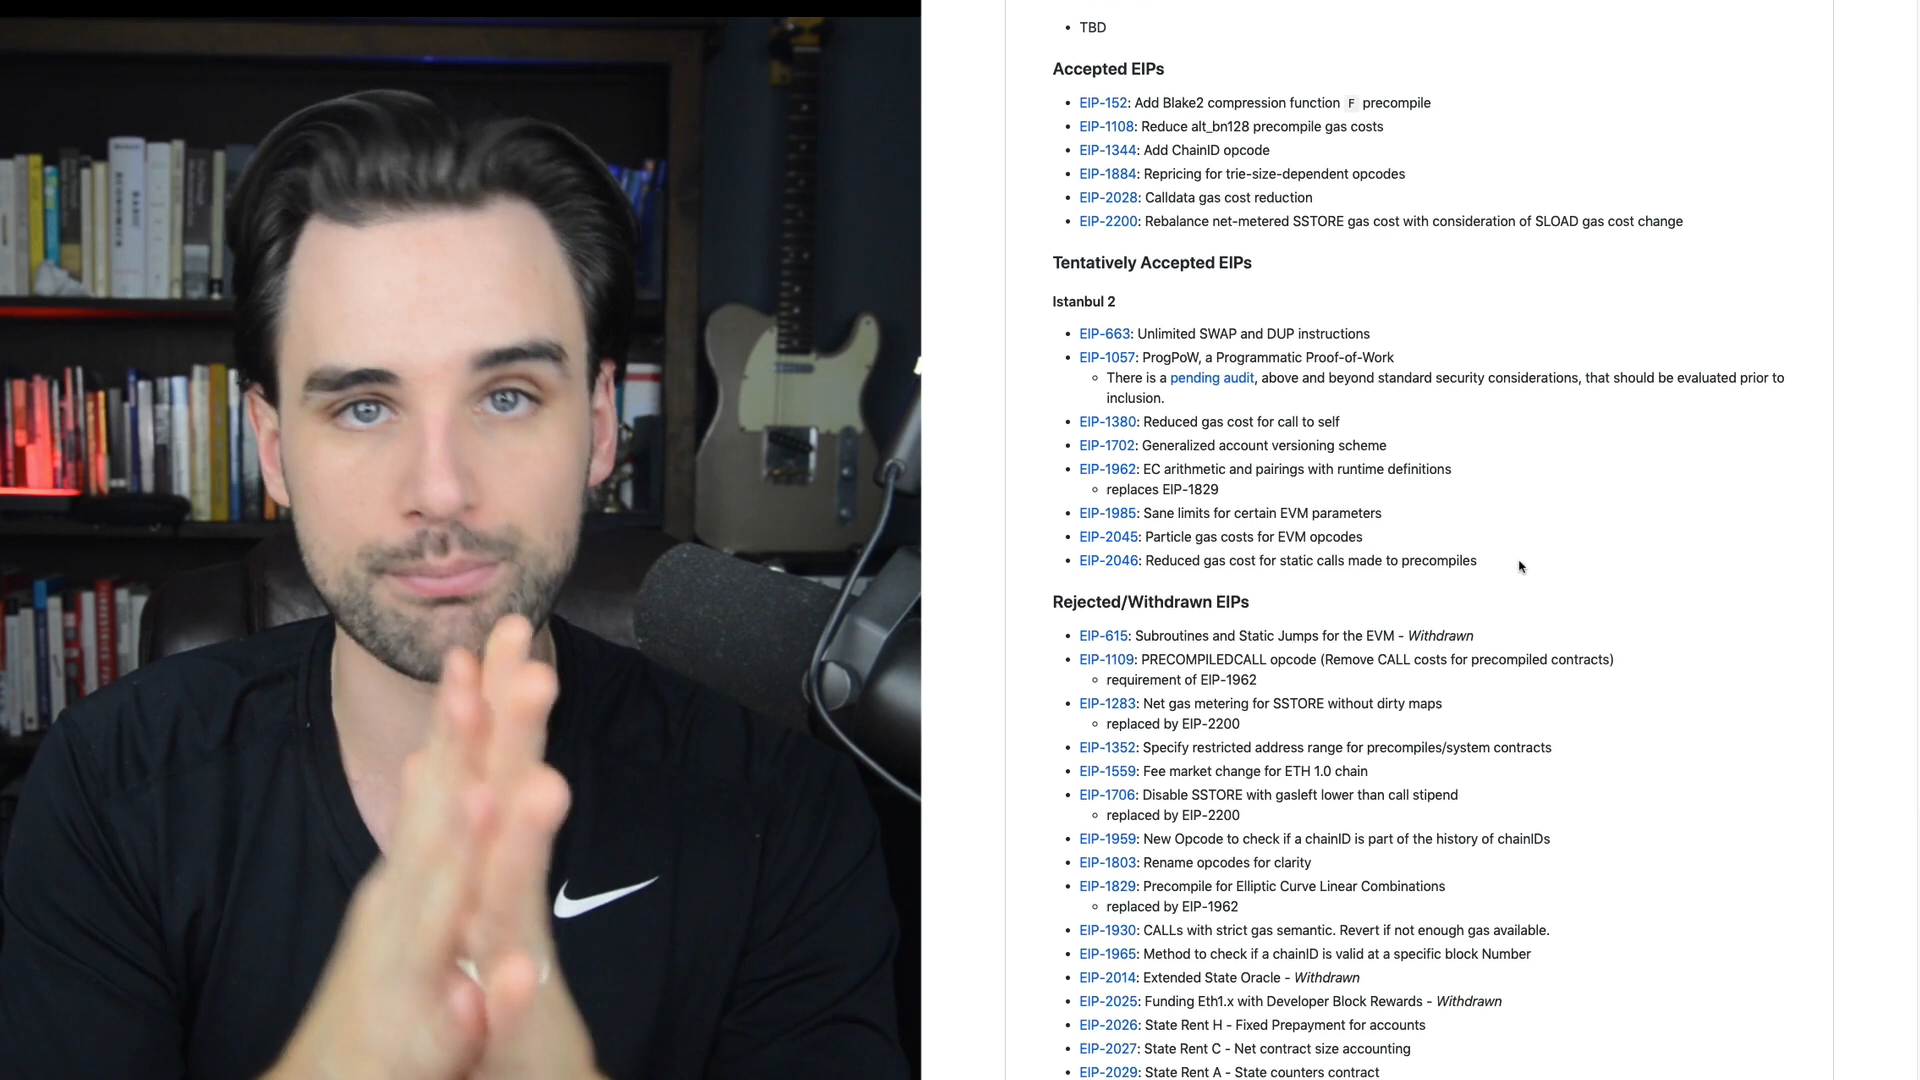 TBD
Accepted EIPs
EIP-152: Add Blake2 compression function F precompile
EIP-1108: Reduce alt_bn128 precompile gas costs
EIP-1344: Add ChainID opcode
EIP-1884: Repricing for trie-size-dependent opcodes
EIP-2028: Calldata gas cost reduction
EIP-2200: Rebalance net-metered SSTORE gas cost with consideration of SLOAD gas cost change
Tentatively Accepted EIPs
Istanbul 2
EIP-663: Unlimited SWAP and DUP instructions
EIP-1057: ProgPoW, a Programmatic Proof-of-Work
There is a pending audit, above and beyond standard security considerations, that should be evaluated prior to
inclusion.
EIP-1380: Reduced gas cost for call to self
EIP-1702: Generalized account versioning scheme
EIP-1962: EC arithmetic and pairings with runtime definitions
replaces EIP-1829
EIP-1985: Sane limits for certain EVM parameters
EIP-2045: Particle gas costs for EVM opcodes
EIP-2046: Reduced gas cost for static calls made to precompiles
Rejected/Withdrawn EIPs
EIP-615: Subroutines and Static Jumps for the EVM - Withdrawn
EIP-1109: PRECOMPILEDCALL opcode (Remove CALL costs for precompiled contracts)
requirement of EIP-1962
EIP-1283: Net gas metering for SSTORE without dirty maps
replaced by EIP-2200
EIP-1352: Specify restricted address range for precompiles/system contracts
EIP-1559: Fee market change for ETH 1.0 chain
EIP-1706: Disable SSTORE with gasleft lower than call stipend
replaced by EIP-2200
EIP-1959: New Opcode to check if a chainID is part of the history of chainIDs
EIP-1803: Rename opcodes for clarity
EIP-1829: Precompile for Elliptic Curve Linear Combinations
replaced by EIP-1962
EIP-1930: CALLs with strict gas semantic. Revert if not enough gas available.
EIP-1965: Method to check if a chainID is valid at a specific block Number
EIP-2014: Extended State Oracle - Withdrawn
EIP-2025: Funding Eth1.x with Developer Block Rewards - Withdrawn
EIP-2026: State Rent H - Fixed Prepayment for accounts
EIP-2027: State Rent C - Net contract size accounting
EIP-2029: State Rent A - State counters contract